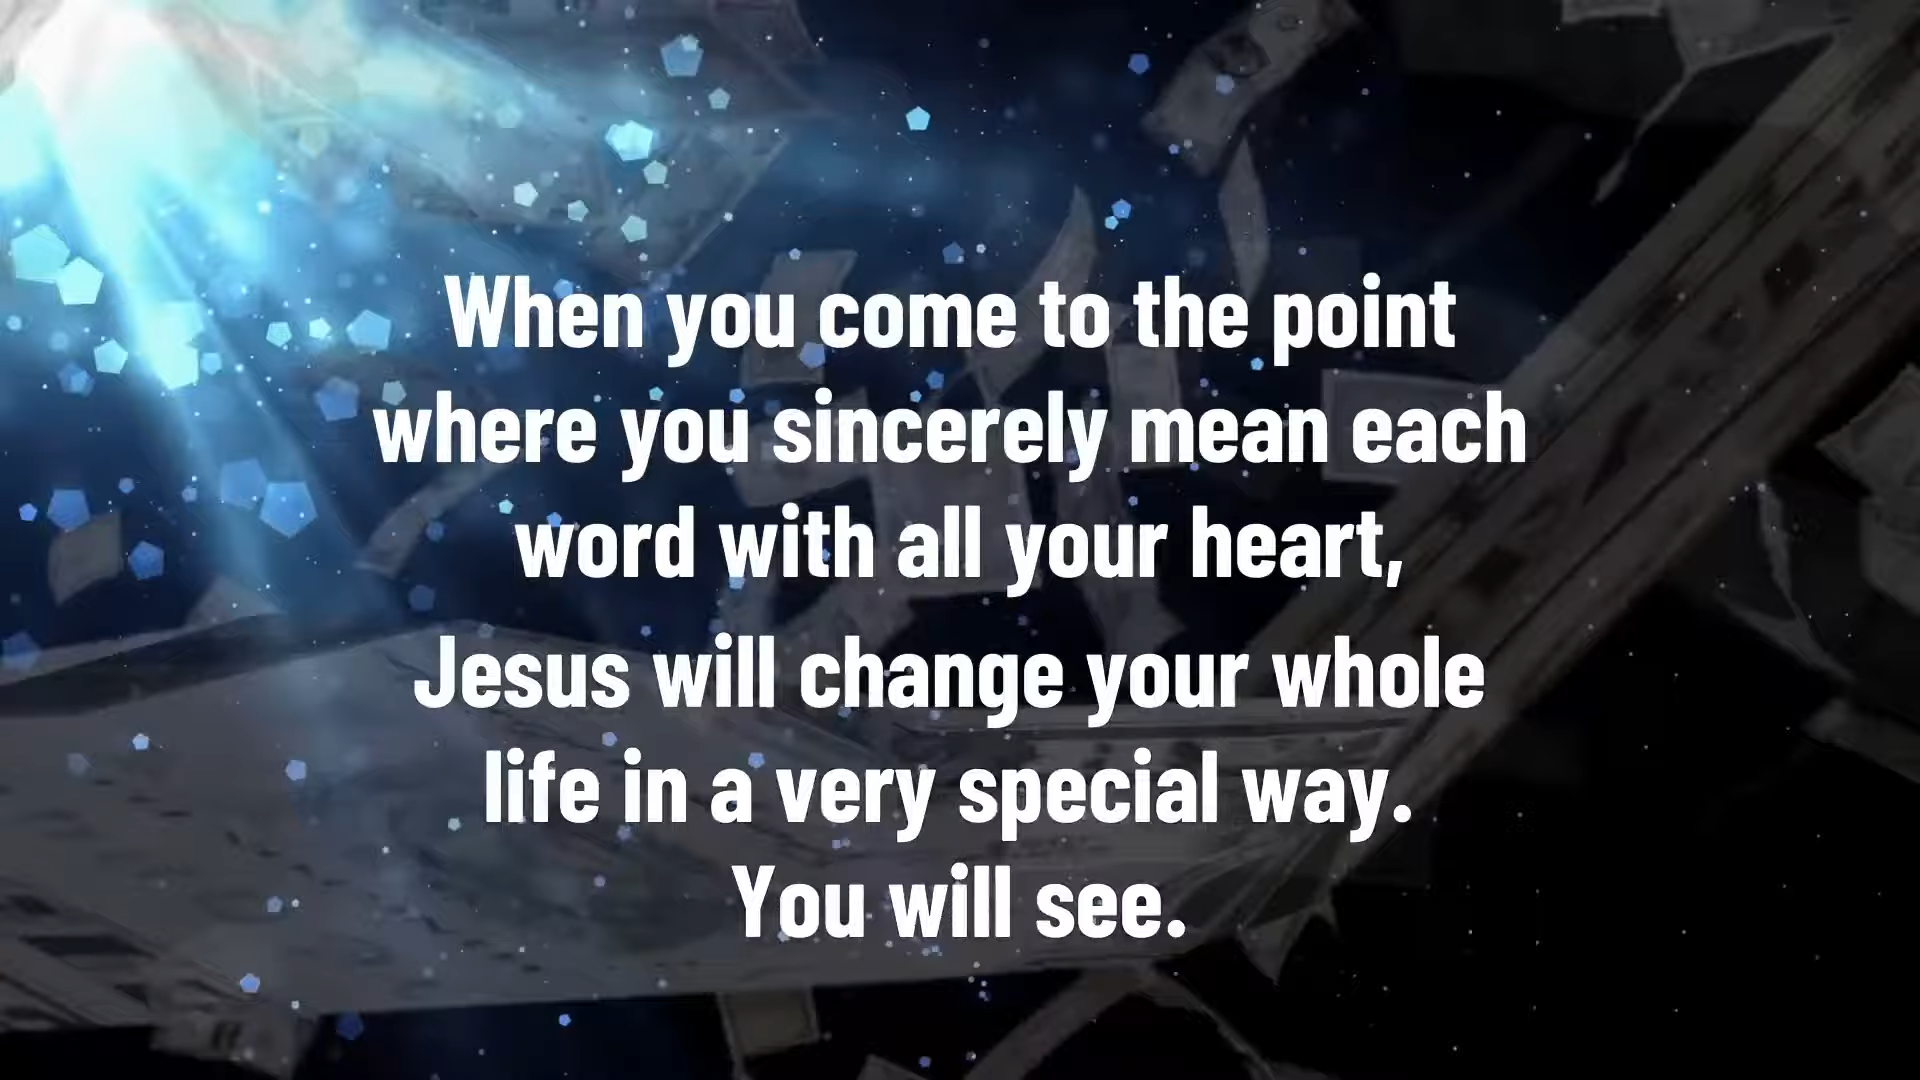 When you come to the point
where you sincerely mean each
word with all your heart,
Jesus will change your whole
life in a very special way.
You will see.